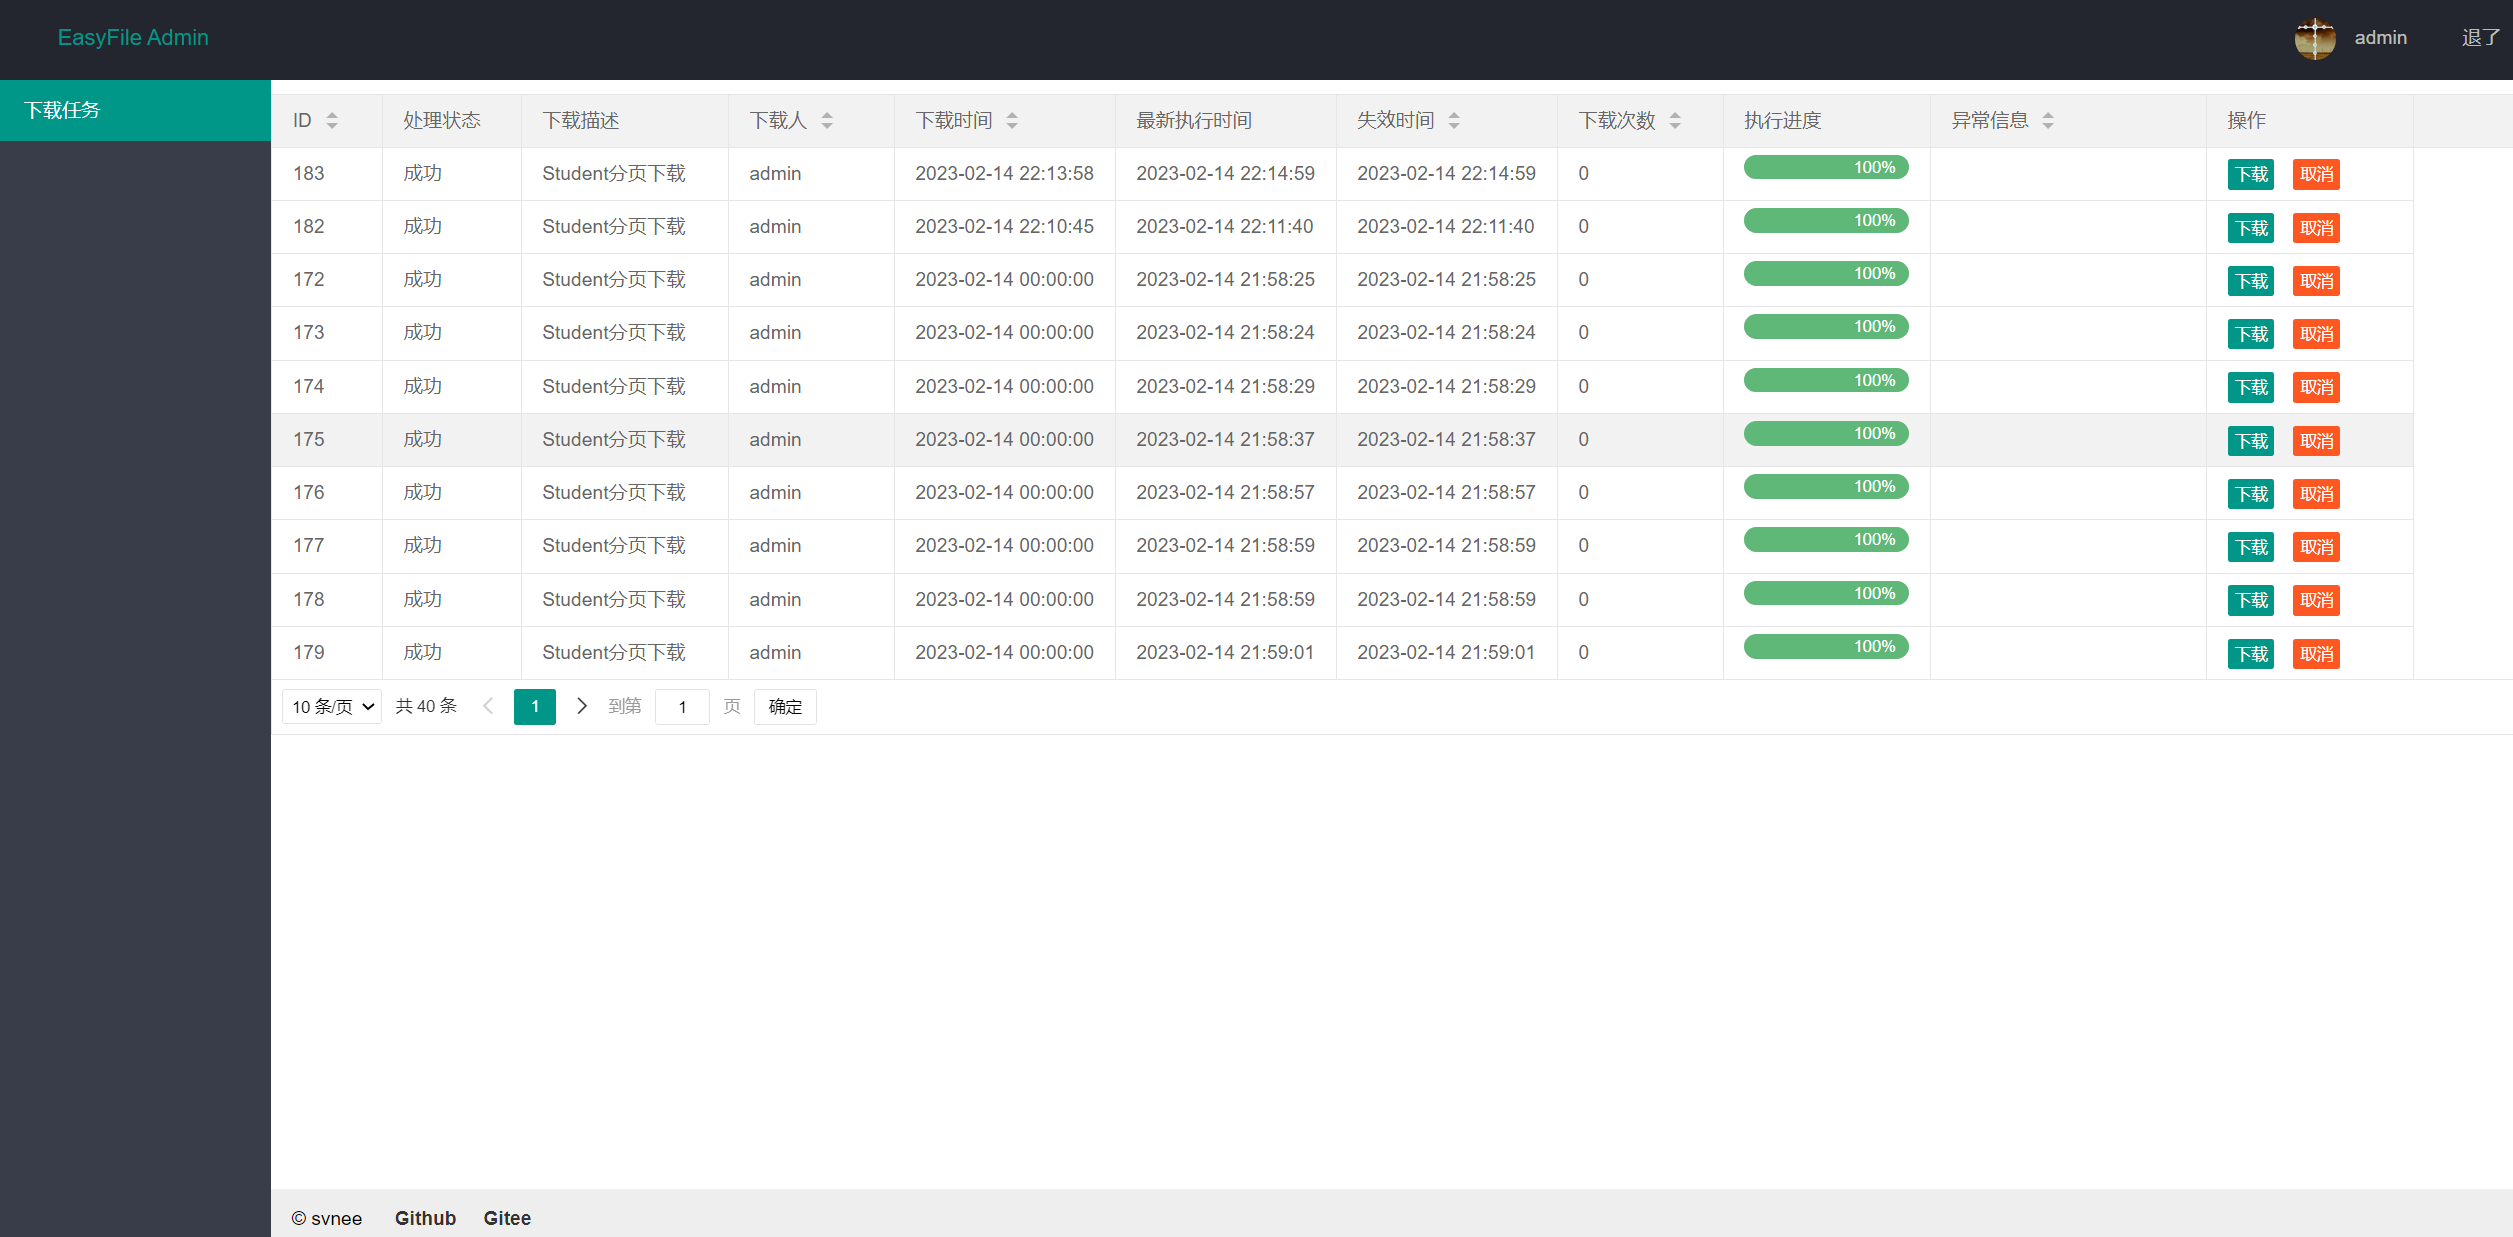 EasyFile Admin admin 退了
下载任务
ID 处理状态 下载描述 下载人 下载时间 最新执行时间 失效时间 下载次数 执行进度 异常信息 操作
183 成功 Student分页下载 admin 2023-02-14 22:13:58 2023-02-14 22:14:59 2023-02-14 22:14:59 0 100% 下载 取消
182 成功 Student分页下载 admin 2023-02-14 22:10:45 2023-02-14 22:11:40 2023-02-14 22:11:40 0 100% 下载 取消
172 成功 Student分页下载 admin 2023-02-14 00:00:00 2023-02-14 21:58:25 2023-02-14 21:58:25 0 100% 下载 取消
173 成功 Student分页下载 admin 2023-02-14 00:00:00 2023-02-14 21:58:24 2023-02-14 21:58:24 0 100% 下载 取消
174 成功 Student分页下载 admin 2023-02-14 00:00:00 2023-02-14 21:58:29 2023-02-14 21:58:29 0 100% 下载 取消
175 成功 Student分页下载 admin 2023-02-14 00:00:00 2023-02-14 21:58:37 2023-02-14 21:58:37 0 100% 下载 取消
176 成功 Student分页下载 admin 2023-02-14 00:00:00 2023-02-14 21:58:57 2023-02-14 21:58:57 0 100% 下载 取消
177 成功 Student分页下载 admin 2023-02-14 00:00:00 2023-02-14 21:58:59 2023-02-14 21:58:59 0 100% 下载 取消
178 成功 Student分页下载 admin 2023-02-14 00:00:00 2023-02-14 21:58:59 2023-02-14 21:58:59 0 100% 下载 取消
179 成功 Student分页下载 admin 2023-02-14 00:00:00 2023-02-14 21:59:01 2023-02-14 21:59:01 0 100% 下载 取消
10 条/页 共 40 条 1 到第 1 页 确定
© svnee Github Gitee